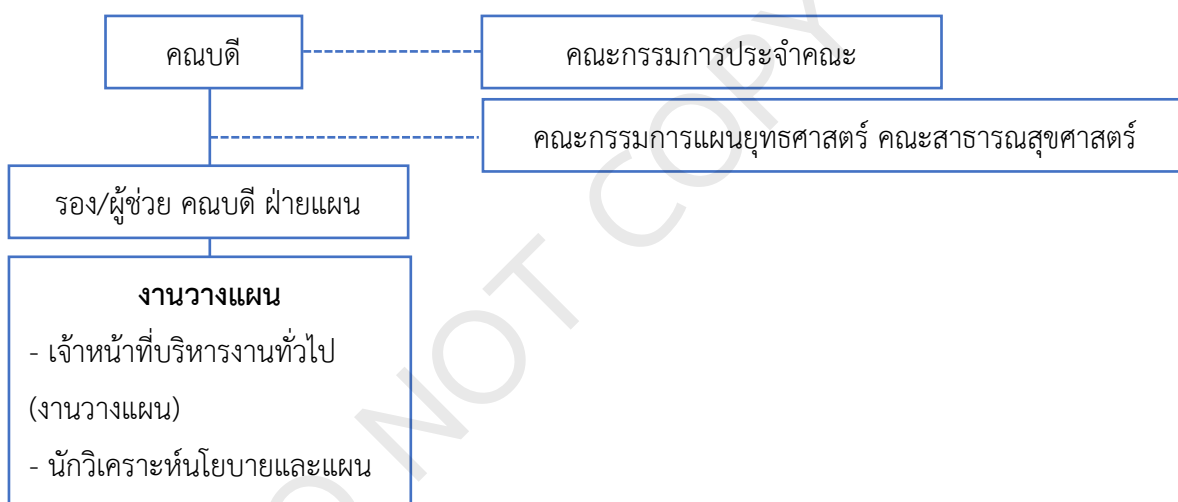 คณบดี
คณะกรรมการประจำคณะ
คณะกรรมการแผนยุทธศาสตร์ คณะสาธารณสุขศาสตร์
รอง/ผู้ช่วย คณบดี ฝ่ายแผน
งานวางแผน
- เจ้าหน้าที่บริหารงานทั่วไป
(งานวางแผน)
- นักวิเคราะห์นโยบายและแผน
O NOT COPY